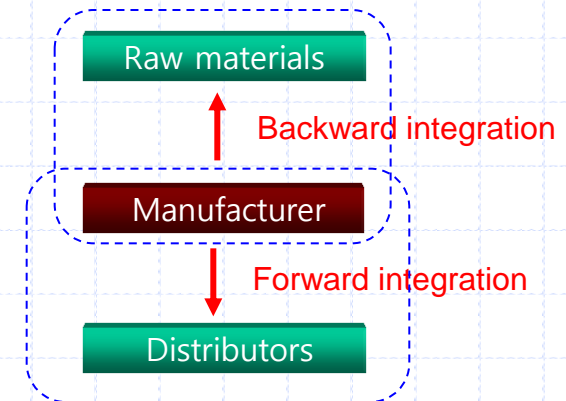 Raw materials
Backward integration
Manufacturer
Forward integration
Distributors